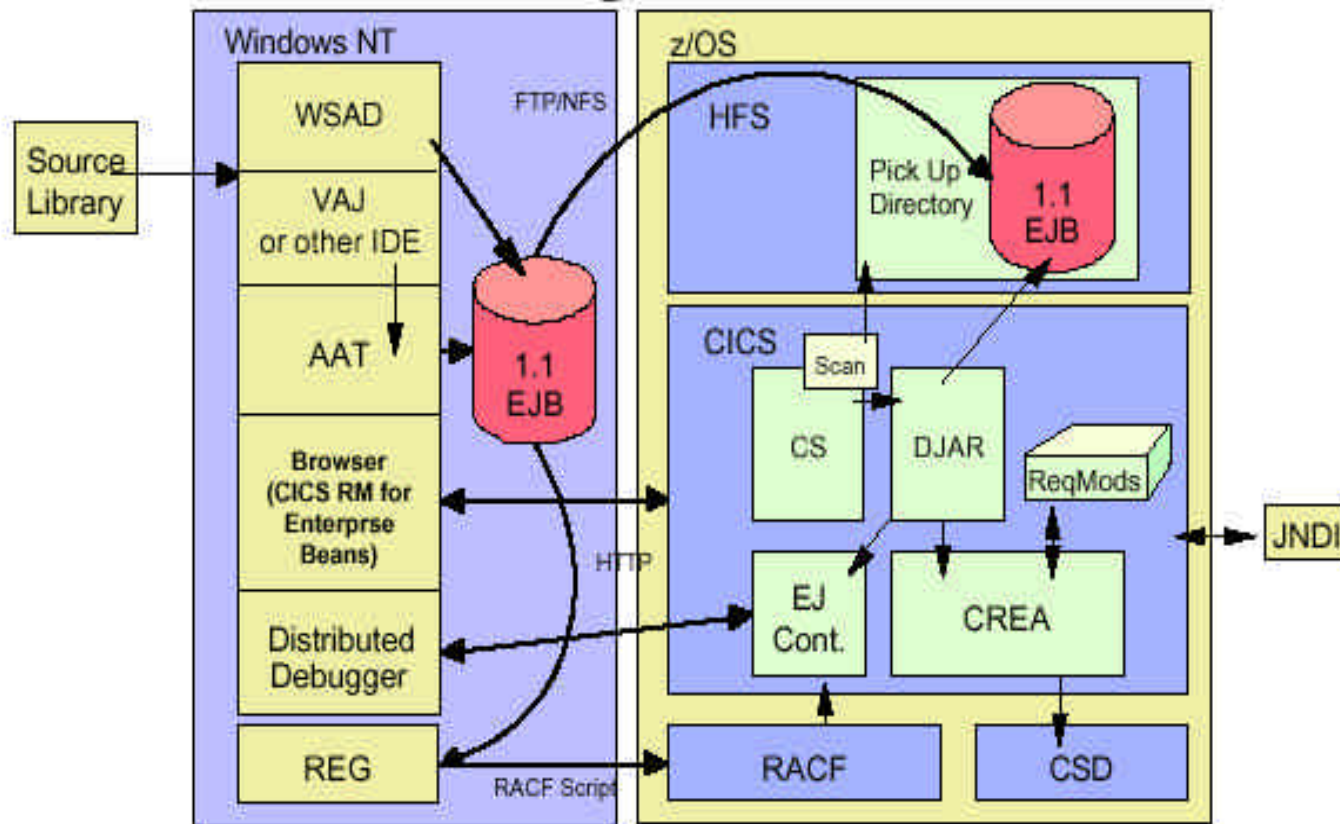 Windows NT
z/OS
WSAD
FTP/NFS
HFS
Source
Library
VAJ
or other IDE
Pick Up
Directory
1.1
EJB
AAT
1.1
EJB
CICS
Scan
CS
DJAR
ReqMods
Browser
(CICS RM for
Enterprse
Beans)
HTTP
JNDI
EJ
Cont.
CREA
Distributed
Debugger
REG
RACF Script
RACF
CSD